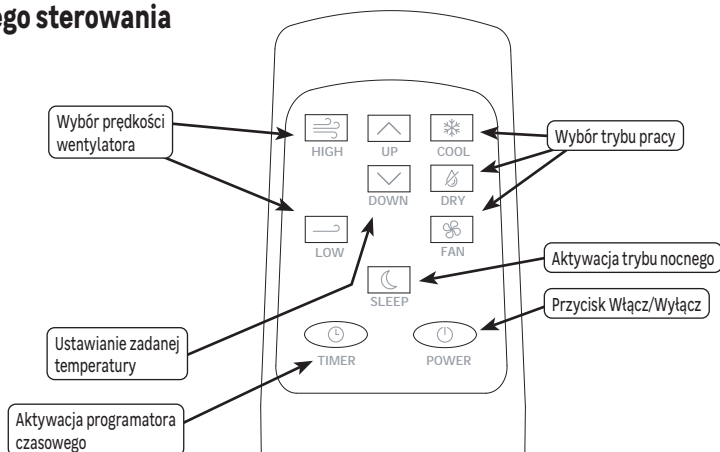 ego sterowania
Wybór prędkości
wentylatora
HIGH
UP
COOL
Wybór trybu pracy
DOWN
DRY
LOW
FAN
Aktywacja trybu nocnego
SLEEP
Przycisk Włącz/Wyłącz
Ustawianie zadanej
temperatury
TIMER
POWER
Aktywacja programatora
czasowego